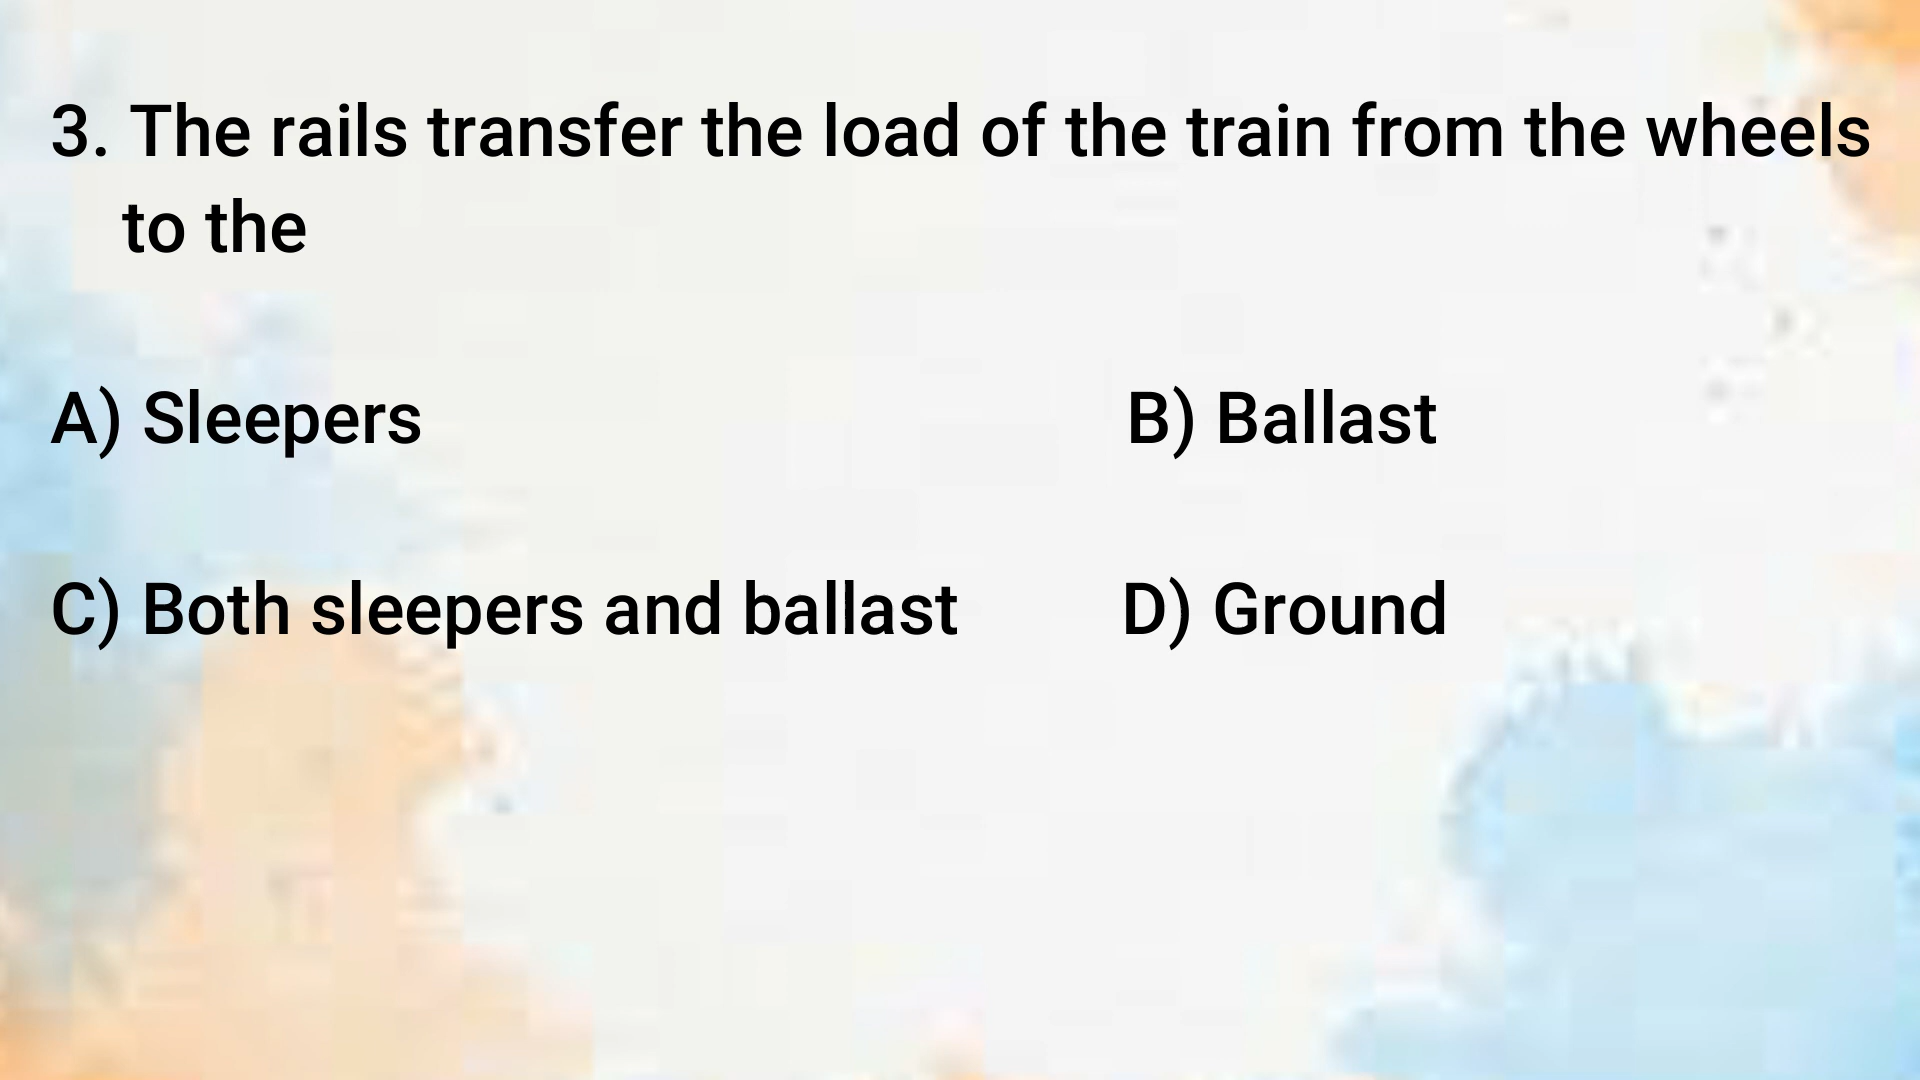 3. The rails transfer the load of the train from the wheels
to the
A) Sleepers B) Ballast
C) Both sleepers and ballast D) Ground